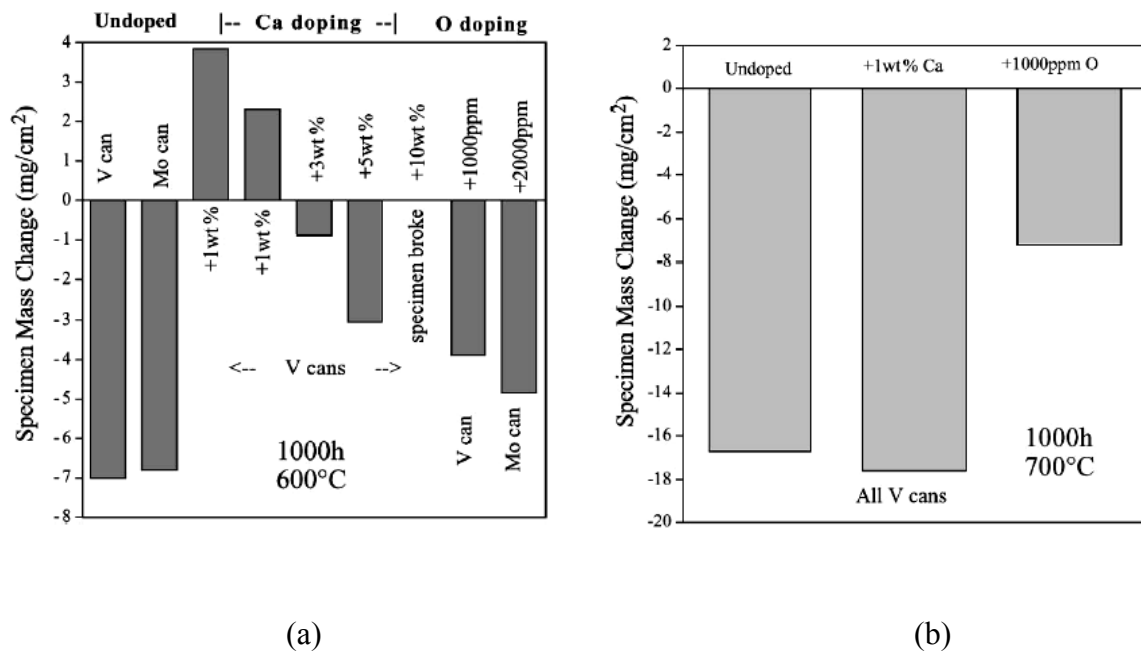 Undoped |-- Ca doping --| O doping
Specimen Mass Change (mg/cm²)
4
3
2
1
0
-1
-2
-3
-4
-5
-6
-7
-8
V can
Mo can
+1wt%
+1wt%
+3wt%
+5wt%
+10wt%
specimen broke
+1000ppm
+2000ppm
<-- V cans -->
V can
Mo can
1000h
600°C
(a)
Specimen Mass Change (mg/cm²)
2
0
-2
-4
-6
-8
-10
-12
-14
-16
-18
-20
Undoped
+1wt% Ca
+1000ppm O
1000h
700°C
All V cans
(b)